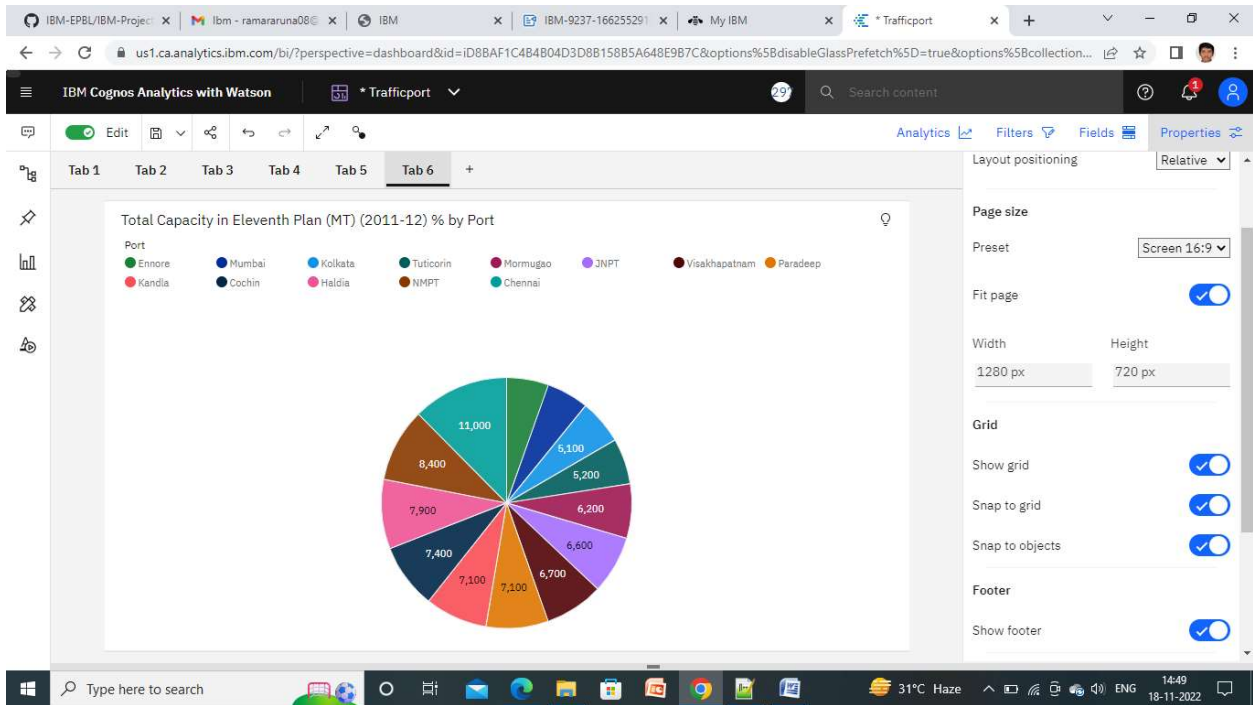 IBM-EPBL/IBM-Projec
Ibm - ramararuna08@
IBM
IBM-9237-166255291
My IBM
* Trafficport
us1.ca.analytics.ibm.com/bi/?perspective=dashboard&id=iD8BAF1C4B4B04D3D8B158B5A648E9B7C&options%5BdisableGlassPrefetch%5D=true&options%5Bcollection...
IBM Cognos Analytics with Watson
* Trafficport
Search content
1
Edit
Analytics
Filters
Fields
Properties
Tab 1
Tab 2
Tab 3
Tab 4
Tab 5
Tab 6
+
Layout positioning
Relative
Total Capacity in Eleventh Plan (MT) (2011-12) % by Port
Port
Ennore
Mumbai
Kolkata
Tuticorin
Mormugao
JNPT
Visakhapatnam
Paradeep
Kandla
Cochin
Haldia
NMPT
Chennai
11,000
8,400
7,900
7,400
7,100
7,100
6,700
6,600
6,200
5,200
5,100
Page size
Preset
Screen 16:9
Fit page
Width
Height
1280 px
720 px
Grid
Show grid
Snap to grid
Snap to objects
Footer
Show footer
Type here to search
31°C Haze
ENG
14:49
18-11-2022